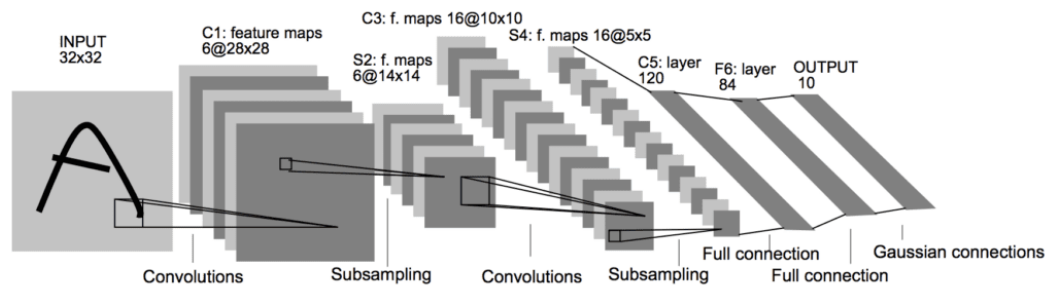 INPUT
32x32
C1: feature maps
6@28x28
S2: f. maps
6@14x14
C3: f. maps 16@10x10
S4: f. maps 16@5x5
C5: layer
120
F6: layer
84
OUTPUT
10
A
Convolutions
Subsampling
Convolutions
Subsampling
Full connection
Full connection
Gaussian connections